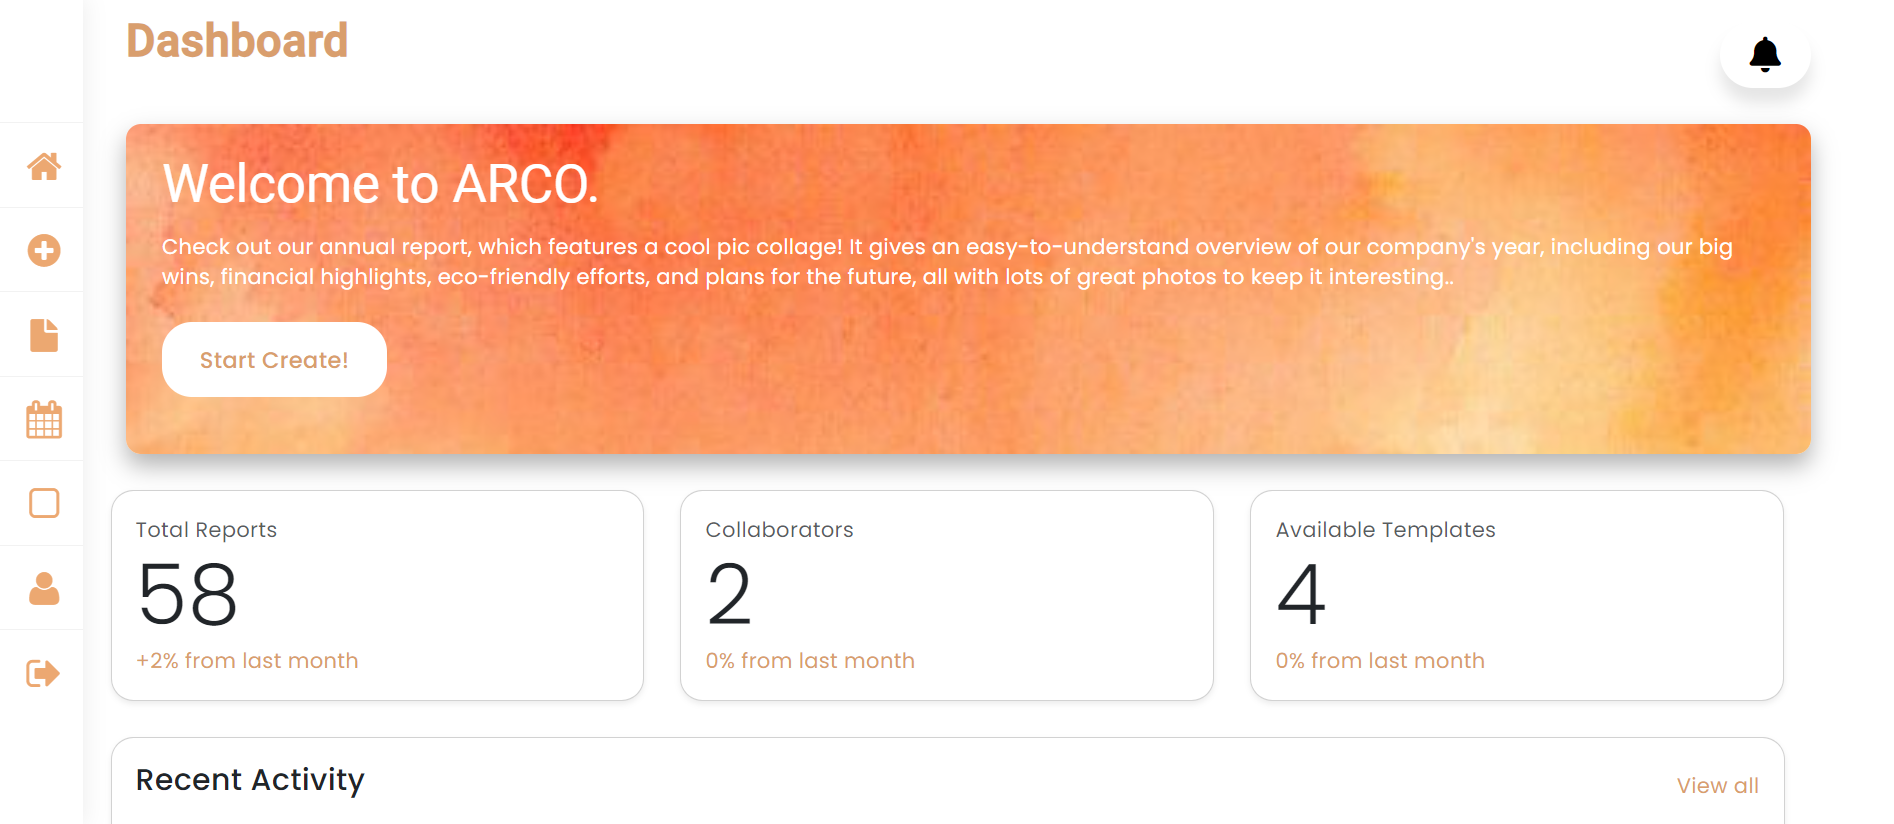 Dashboard
Welcome to ARCO.
Check out our annual report, which features a cool pic collage! It gives an easy-to-understand overview of our company's year, including our big
wins, financial highlights, eco-friendly efforts, and plans for the future, all with lots of great photos to keep it interesting..
Start Create!
Total Reports
58
+2% from last month
Collaborators
2
0% from last month
Available Templates
4
0% from last month
Recent Activity
View all